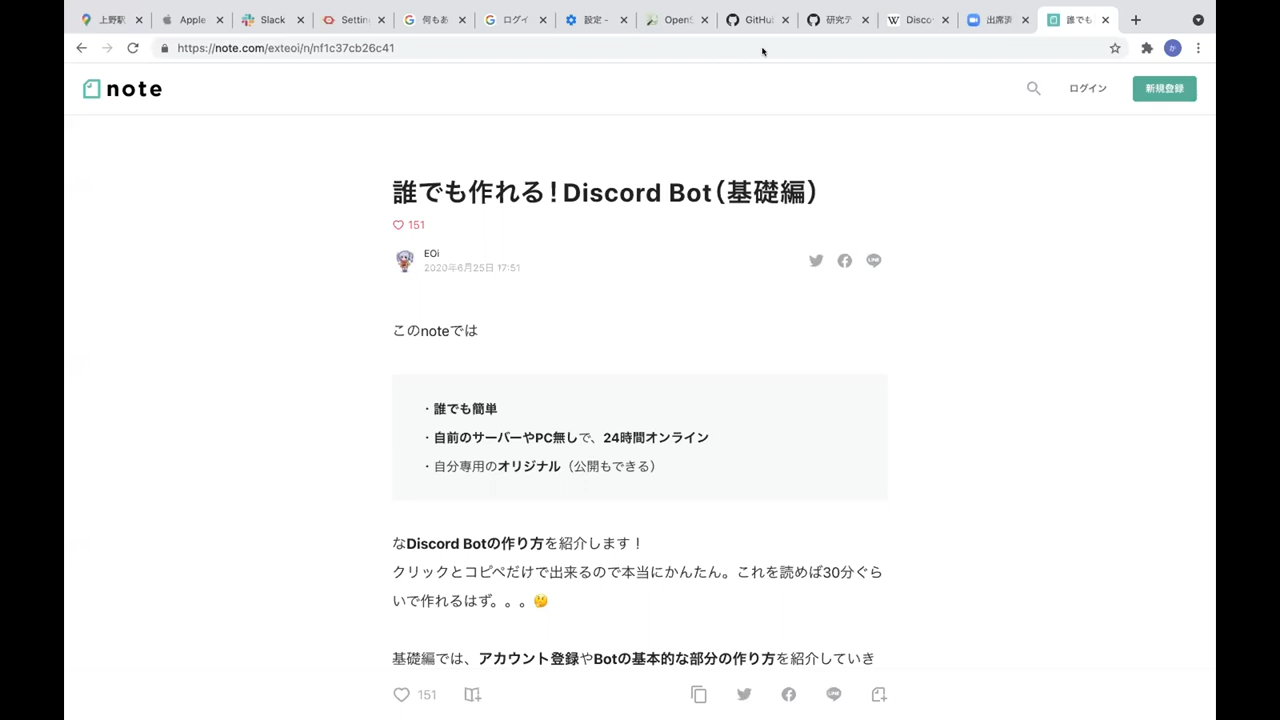 上野駅
Apple
Slack
Settin
何もあ
ログイ
設定 -
OpenS
GitHu
研究テ
Disco
出席済
誰でも
https://note.com/exteoi/n/nf1c37cb26c41
か
note
ログイン
新規登録
誰でも作れる！Discord Bot（基礎編）
151
EOi
2020年6月25日 17:51
このnoteでは
・誰でも簡単
・自前のサーバーやPC無しで、24時間オンライン
・自分専用のオリジナル（公開もできる）
なDiscord Botの作り方を紹介します！
クリックとコピペだけで出来るので本当にかんたん。これを読めば30分ぐら
いで作れるはず。。。🤔
基礎編では、アカウント登録やBotの基本的な部分の作り方を紹介していき
151